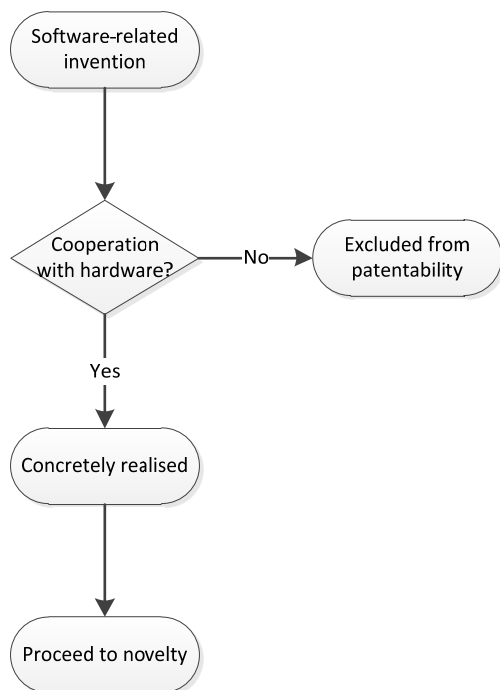 Software-related
invention
Cooperation
with hardware?
No
Excluded from
patentability
Yes
Concretely realised
Proceed to novelty